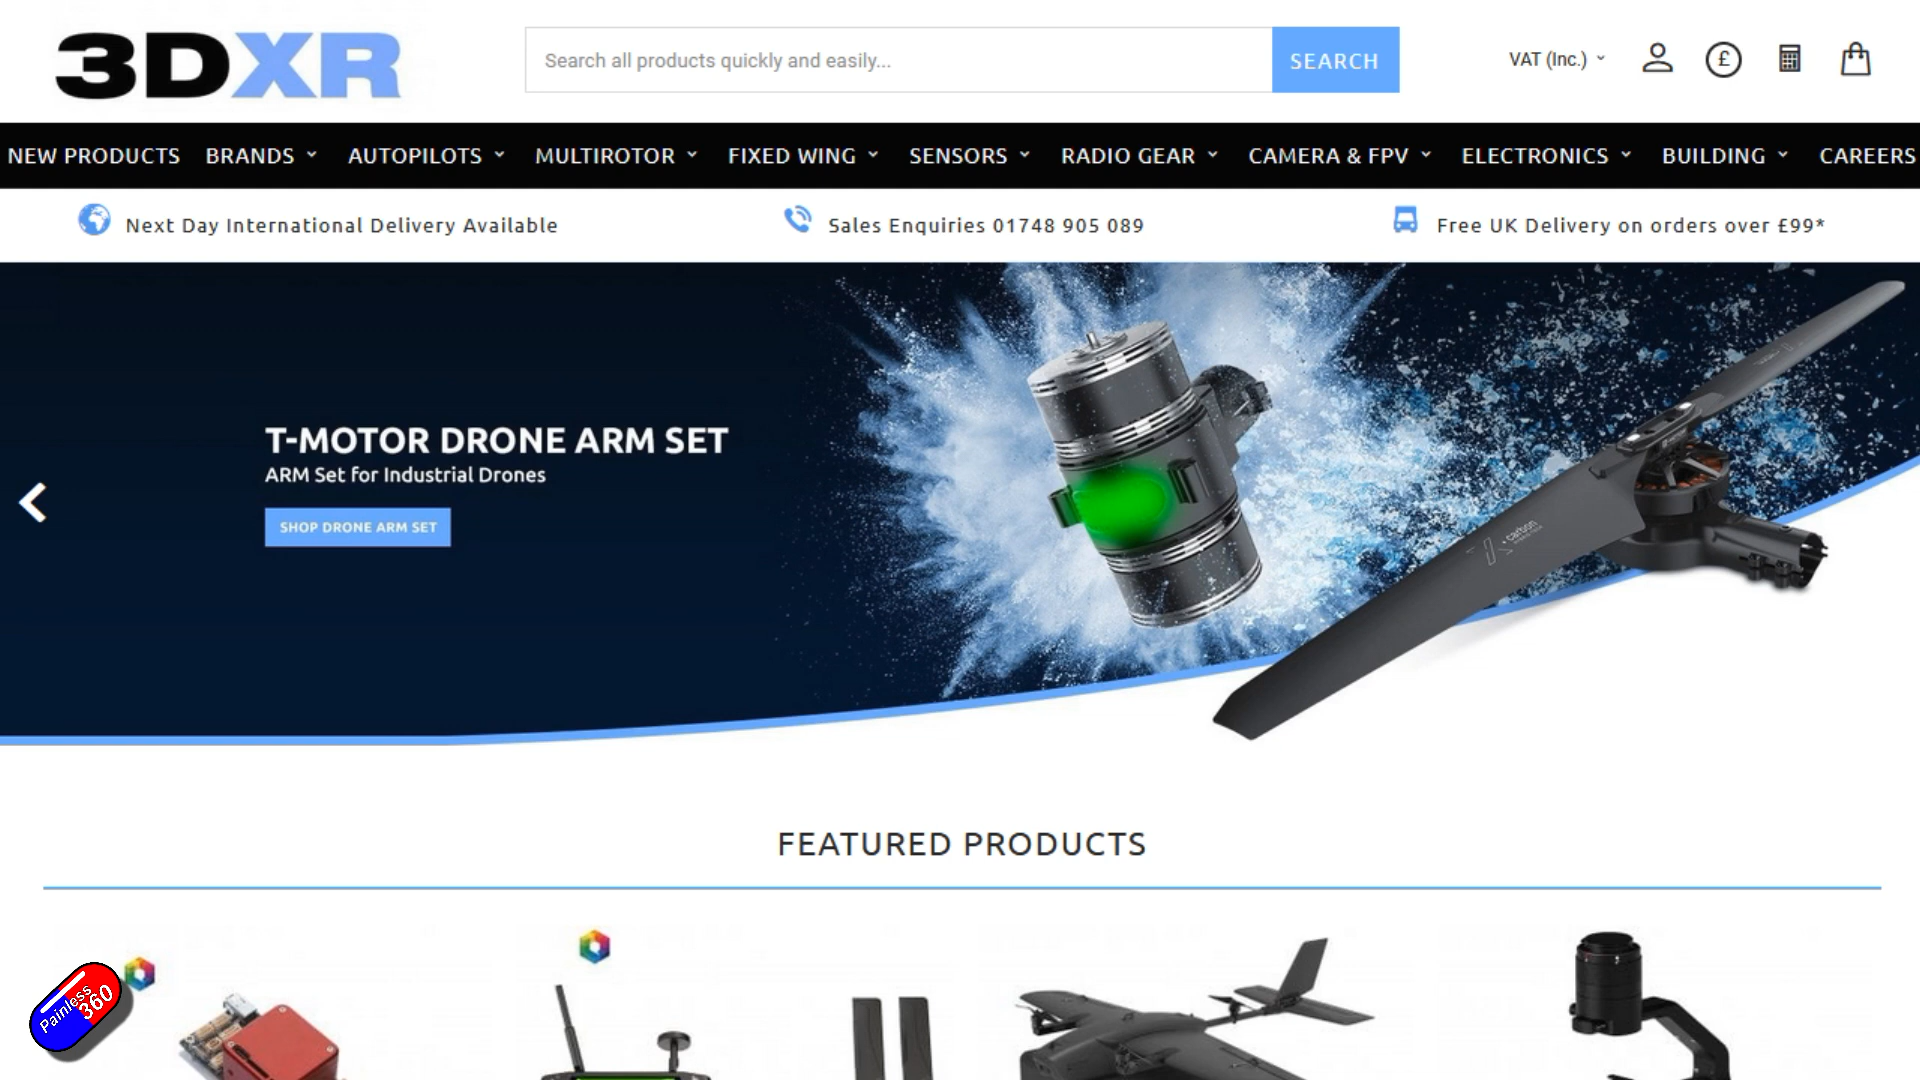 3DXR
Search all products quickly and easily...
SEARCH
VAT (Inc.)
£
NEW PRODUCTS
BRANDS
AUTOPILOTS
MULTIROTOR
FIXED WING
SENSORS
RADIO GEAR
CAMERA & FPV
ELECTRONICS
BUILDING
CAREERS
Next Day International Delivery Available
Sales Enquiries 01748 905 089
Free UK Delivery on orders over £99*
T-MOTOR DRONE ARM SET
ARM Set for Industrial Drones
SHOP DRONE ARM SET
carbon
FEATURED PRODUCTS
Painless
360